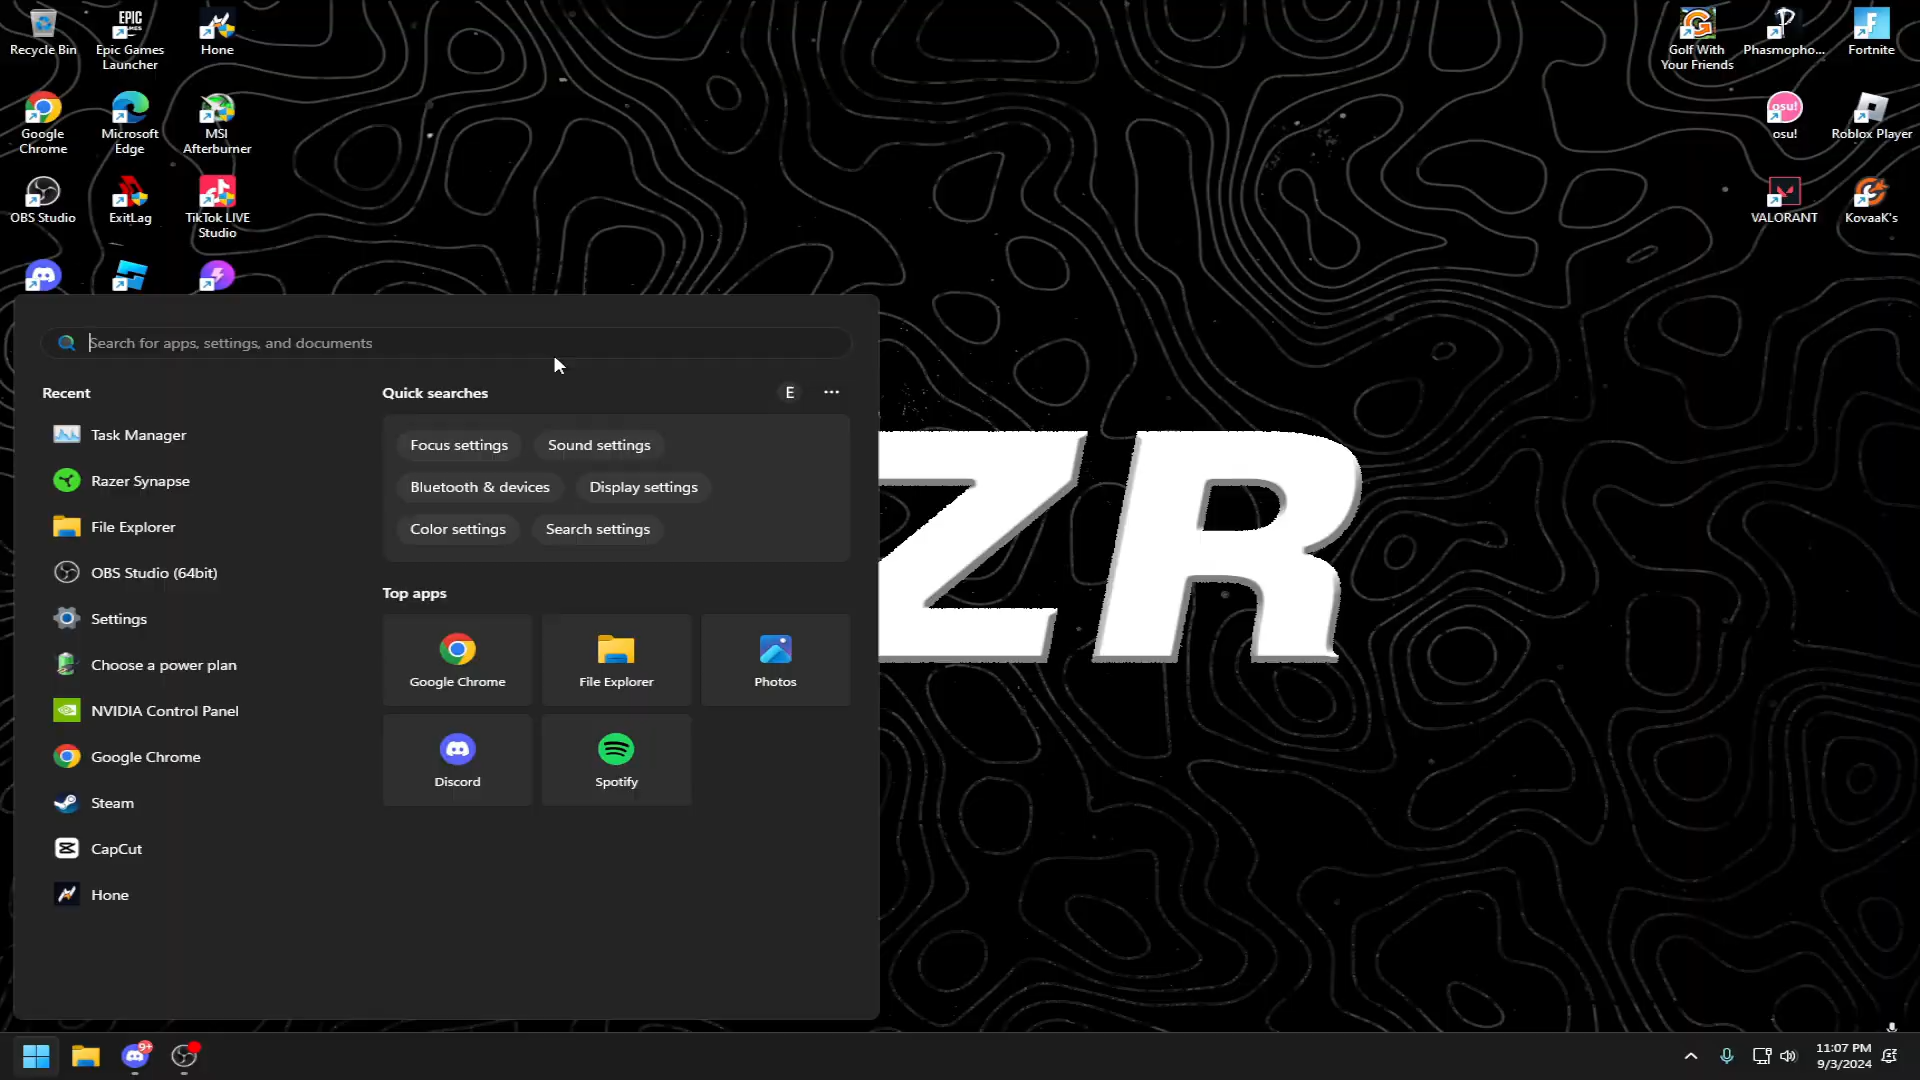 Recycle Bin
EPIC
GAMES
Epic Games
Launcher
Hone
Google
Chrome
Microsoft
Edge
MSI
Afterburner
OBS Studio
ExitLag
TikTok LIVE
Studio
Golf With
Your Friends
Phasmopho...
Fortnite
osu!
osu!
Roblox Player
VALORANT
KovaaK's
Search for apps, settings, and documents
Recent
Task Manager
Razer Synapse
File Explorer
OBS Studio (64bit)
Settings
Choose a power plan
NVIDIA Control Panel
Google Chrome
Steam
CapCut
Hone
Quick searches
E
Focus settings
Sound settings
Bluetooth & devices
Display settings
Color settings
Search settings
Top apps
Google Chrome
File Explorer
Photos
Discord
Spotify
ZR
9+
11:07 PM
9/3/2024